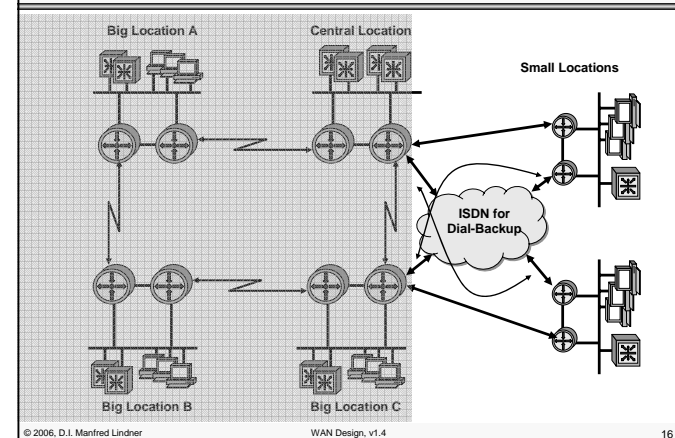 Big Location A
Central Location
Small Locations
ISDN for
Dial-Backup
Big Location B
Big Location C
© 2006, D.I. Manfred Lindner
WAN Design, v1.4
16